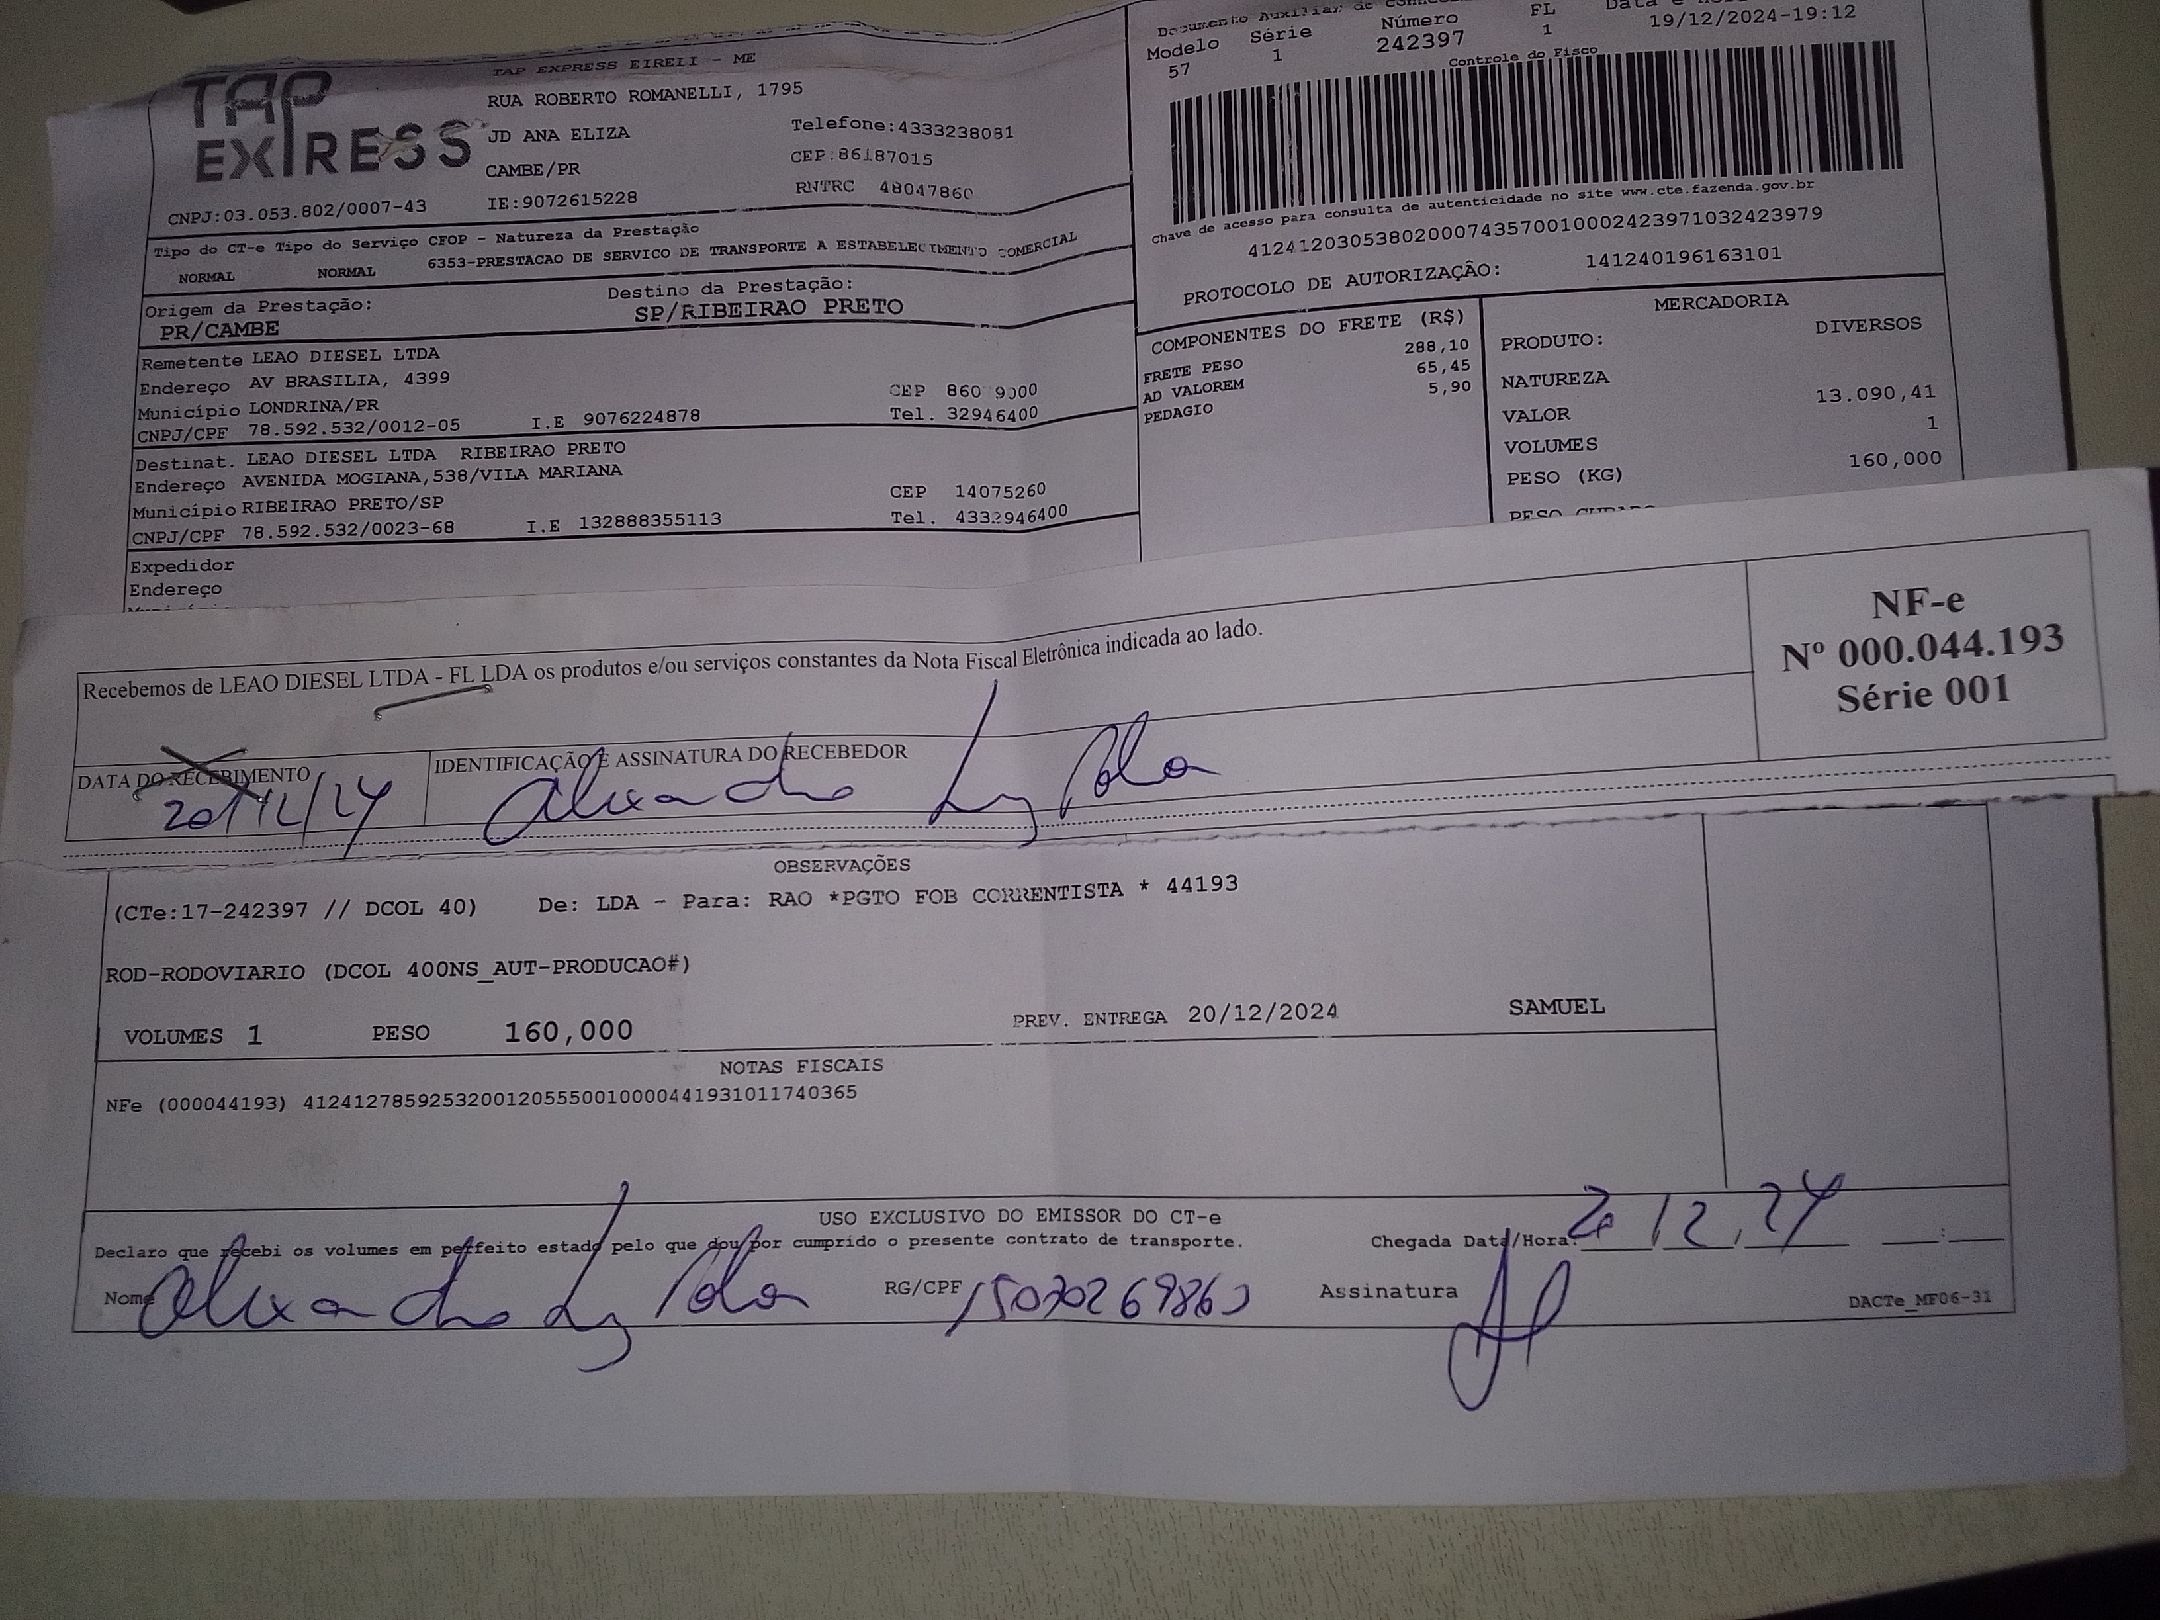 TAP EXPRESS
TAP EXPRESS EIRELI - ME
RUA ROBERTO ROMANELLI, 1795
JD ANA ELIZA Telefone:4333238081
CAMBE/PR CEP:86187015
CNPJ:03.053.802/0007-43 IE:9072615228 RNTRC 48047860
Documento Auxiliar de
Modelo Série Número FL
57 1 242397 1 19/12/2024-19:12
Controle do Fisco
Chave de acesso para consulta de autenticidade no site www.cte.fazenda.gov.br
41241203053802000743570010002423971032423979
PROTOCOLO DE AUTORIZAÇÃO: 141240196163101
Tipo do CT-e Tipo do Serviço CFOP - Natureza da Prestação
NORMAL NORMAL 6353-PRESTACAO DE SERVICO DE TRANSPORTE A ESTABELECIMENTO COMERCIAL
Origem da Prestação: Destino da Prestação:
PR/CAMBE SP/RIBEIRAO PRETO
Remetente LEAO DIESEL LTDA
Endereço AV BRASILIA, 4399
Município LONDRINA/PR CEP 860 9000
CNPJ/CPF 78.592.532/0012-05 I.E 9076224878 Tel. 32946400
Destinat. LEAO DIESEL LTDA RIBEIRAO PRETO
Endereço AVENIDA MOGIANA,538/VILA MARIANA
Município RIBEIRAO PRETO/SP CEP 14075260
CNPJ/CPF 78.592.532/0023-68 I.E 132888355113 Tel. 4332946400
Expedidor
Endereço
COMPONENTES DO FRETE (R$)
FRETE PESO 288,10
AD VALOREM 65,45
PEDAGIO 5,90
MERCADORIA
PRODUTO: DIVERSOS
NATUREZA
VALOR 13.090,41
VOLUMES 1
PESO (KG) 160,000
Recebemos de LEAO DIESEL LTDA - FL LDA os produtos e/ou serviços constantes da Nota Fiscal Eletrônica indicada ao lado.
NF-e
Nº 000.044.193
Série 001
DATA DO RECEBIMENTO IDENTIFICAÇÃO E ASSINATURA DO RECEBEDOR
20/12/24
OBSERVAÇÕES
(CTe:17-242397 // DCOL 40) De: LDA - Para: RAO *PGTO FOB CORRENTISTA * 44193
ROD-RODOVIARIO (DCOL 400NS_AUT-PRODUCAO#)
VOLUMES 1 PESO 160,000 PREV. ENTREGA 20/12/2024 SAMUEL
NOTAS FISCAIS
NFe (000044193) 41241278592532001205550010000441931011740365
USO EXCLUSIVO DO EMISSOR DO CT-e
Declaro que recebi os volumes em perfeito estado pelo que dou por cumprido o presente contrato de transporte. Chegada Data/Hora: 20 12 24
Nome RG/CPF Assinatura
DACTe_MF06-31